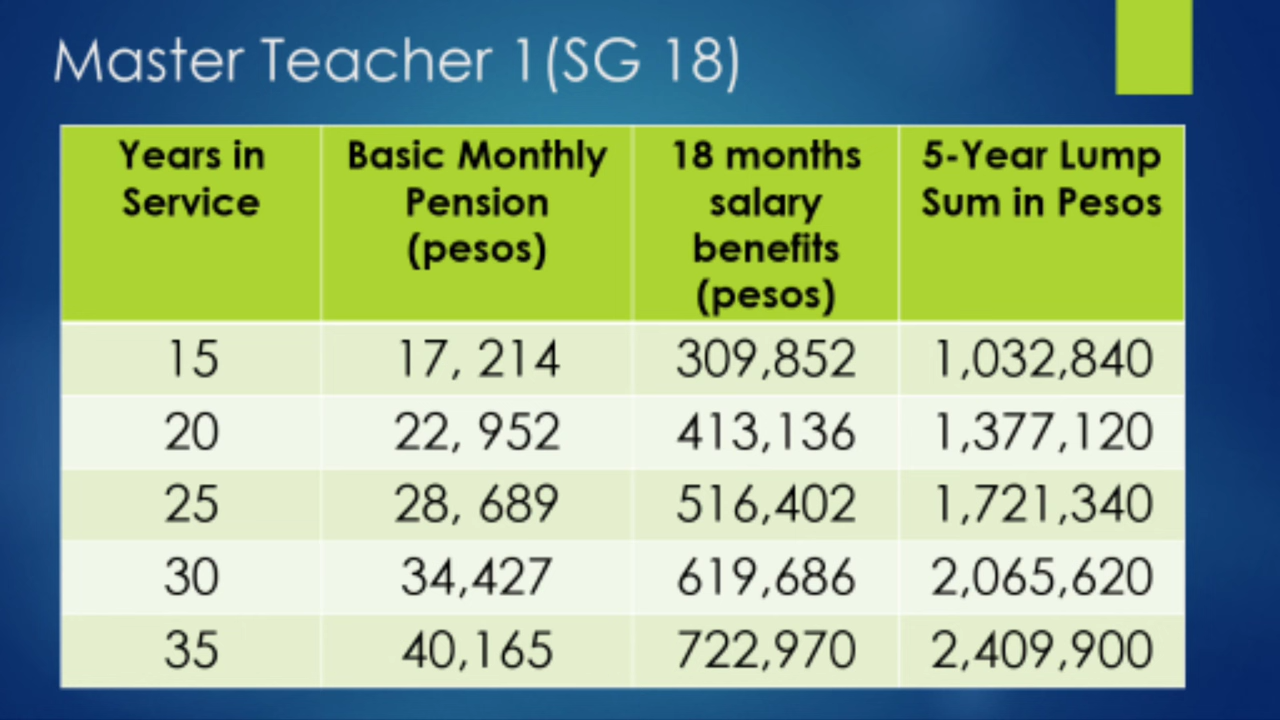 Master Teacher 1(SG 18)
Years in Service
Basic Monthly Pension (pesos)
18 months salary benefits (pesos)
5-Year Lump Sum in Pesos
15 17, 214 309,852 1,032,840
20 22, 952 413,136 1,377,120
25 28, 689 516,402 1,721,340
30 34,427 619,686 2,065,620
35 40,165 722,970 2,409,900